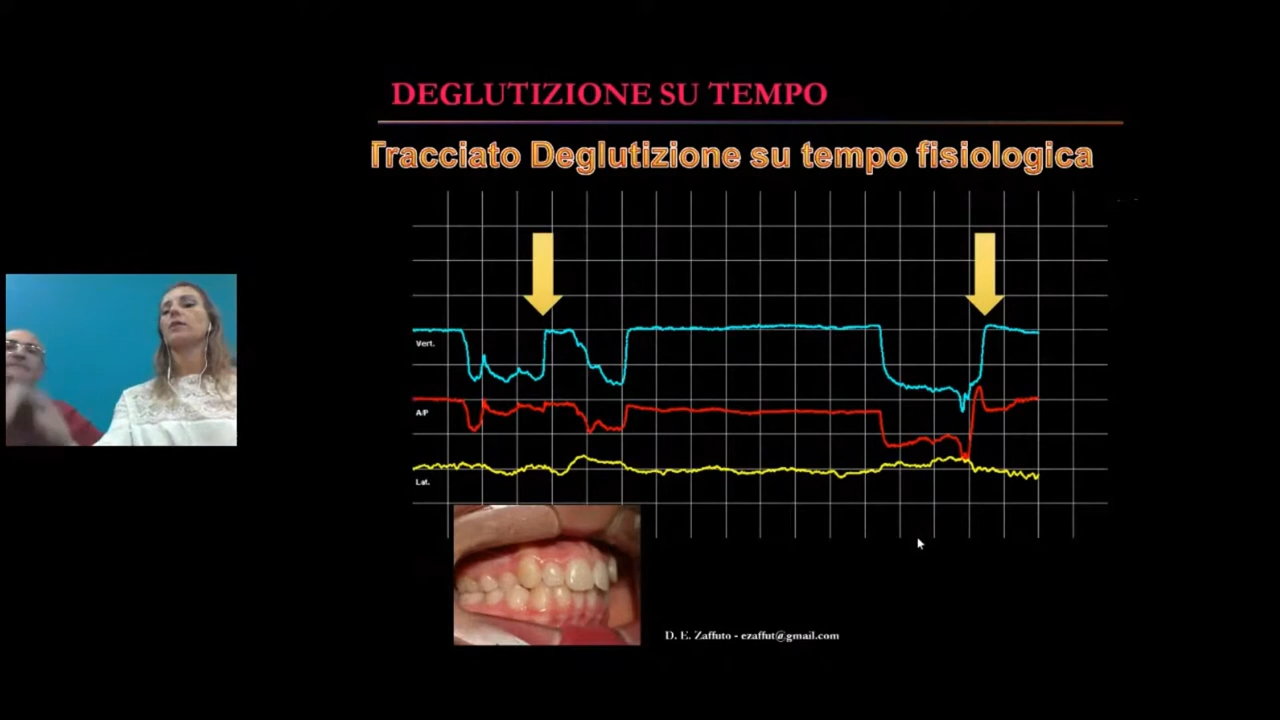 DEGLUTIZIONE SU TEMPO
Tracciato Deglutizione su tempo fisiologica
Vert.
A/P
Lat.
D. E. Zaffuto - ezaffut@gmail.com